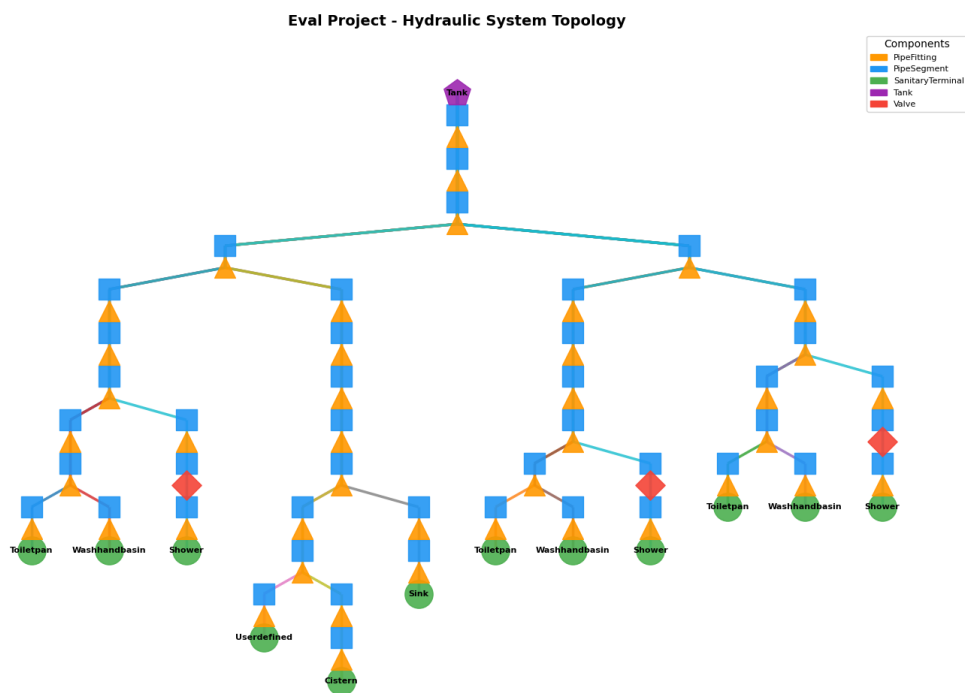 Eval Project - Hydraulic System Topology
Components
PipeFitting
PipeSegment
SanitaryTerminal
Tank
Valve
Tank
Toiletpan Washhandbasin Shower
Toiletpan Washhandbasin Shower
Toiletpan Washhandbasin Shower
Sink
Userdefined
Cistern